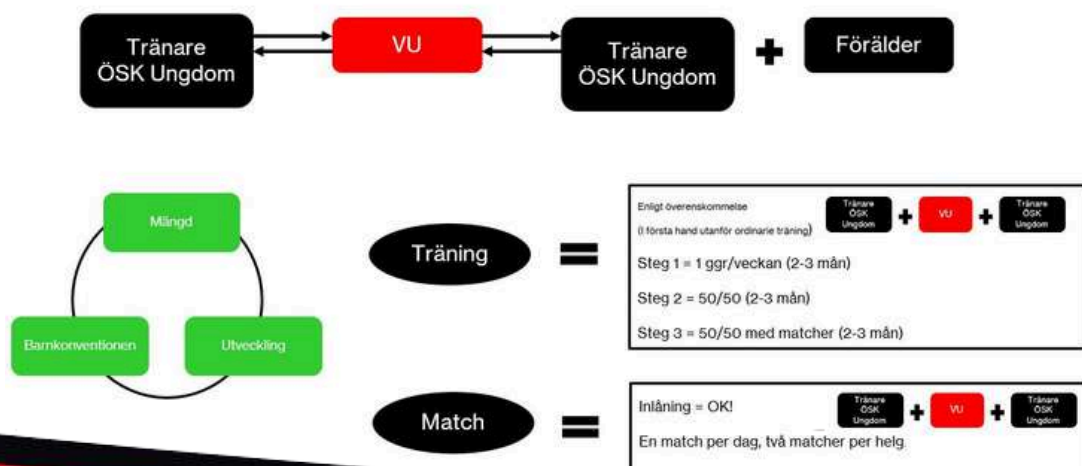 Tränare
ÖSK Ungdom
VU
Tränare
ÖSK Ungdom
Förälder
Mängd
Barnkonventionen
Utveckling
Träning
Enligt överenskommelse
(I första hand utanför ordinarie träning)
Tränare
ÖSK
Ungdom
VU
Tränare
ÖSK
Ungdom
Steg 1 = 1 ggr/veckan (2-3 mån)
Steg 2 = 50/50 (2-3 mån)
Steg 3 = 50/50 med matcher (2-3 mån)
Match
Inlåning = OK!
Tränare
ÖSK
Ungdom
VU
Tränare
ÖSK
Ungdom
En match per dag, två matcher per helg